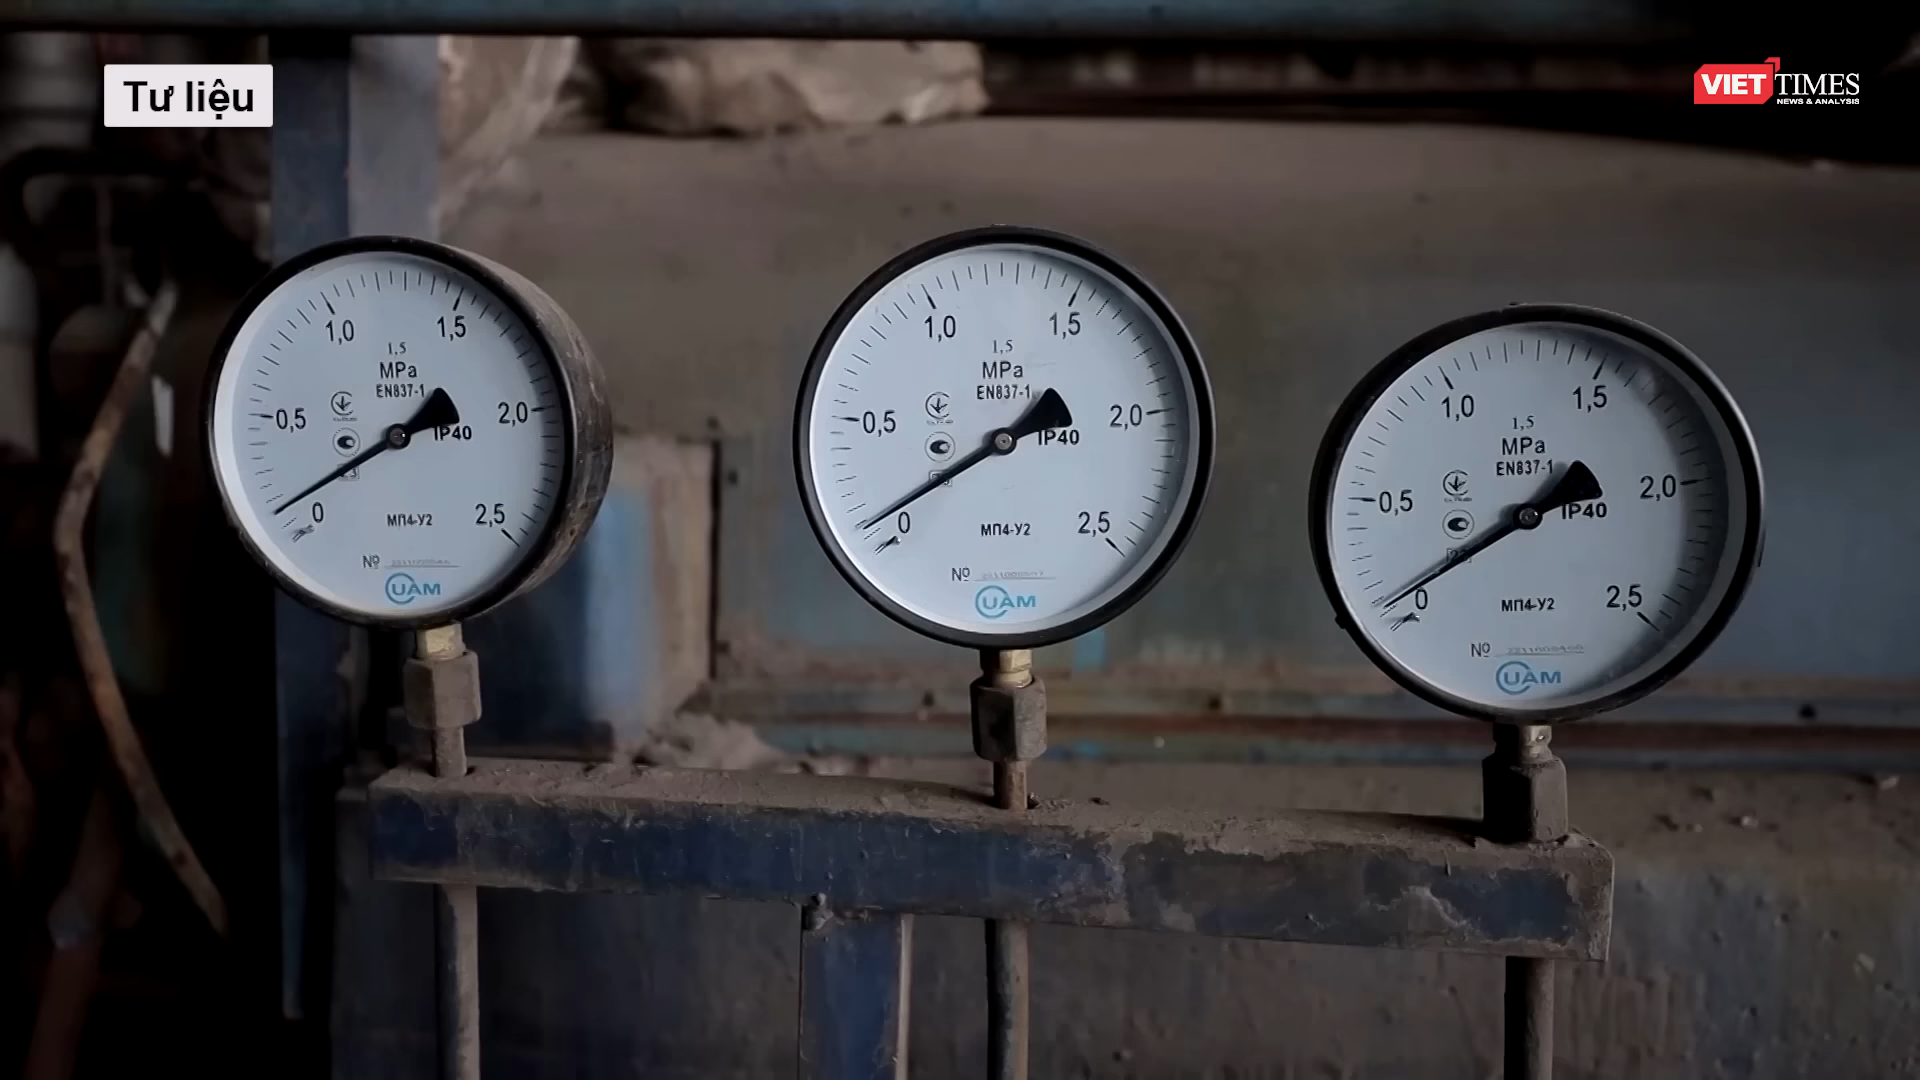 Tư liệu
VIET TIMES
NEWS & ANALYSIS
1,0
1,5
1,5
MPa
EN837-1
0,5
2,0
IP40
0
2,5
МП4-У2
№
UAM
1,0
1,5
1,5
MPa
EN837-1
0,5
2,0
IP40
0
2,5
МП4-У2
№
UAM
1,0
1,5
1,5
MPa
EN837-1
0,5
2,0
IP40
0
2,5
МП4-У2
№
UAM